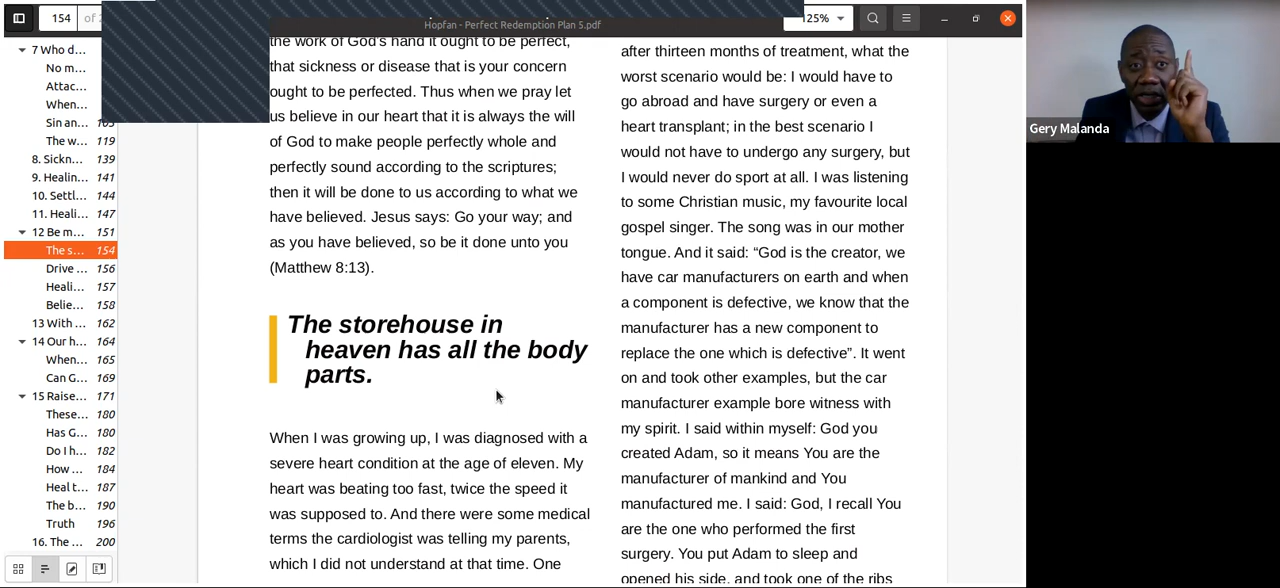 154
of
Hopfan - Perfect Redemption Plan 5.pdf
125%
7 Who d…
No m…
Attac…
When…
Sin an…
The w… 119
8. Sickn… 139
9. Healin… 141
10. Settl… 144
11. Heali… 147
12 Be m… 151
The s… 154
Drive … 156
Heali… 157
Belie… 158
13 With … 162
14 Our h… 164
When… 165
Can G… 169
15 Raise… 171
These… 180
Has G… 180
Do I h… 182
How … 184
Heal t… 187
The b… 190
Truth 196
16. The … 200
the work of God's hand it ought to be perfect,
that sickness or disease that is your concern
ought to be perfected. Thus when we pray let
us believe in our heart that it is always the will
of God to make people perfectly whole and
perfectly sound according to the scriptures;
then it will be done to us according to what we
have believed. Jesus says: Go your way; and
as you have believed, so be it done unto you
(Matthew 8:13).
The storehouse in
heaven has all the body
parts.
When I was growing up, I was diagnosed with a
severe heart condition at the age of eleven. My
heart was beating too fast, twice the speed it
was supposed to. And there were some medical
terms the cardiologist was telling my parents,
which I did not understand at that time. One
after thirteen months of treatment, what the
worst scenario would be: I would have to
go abroad and have surgery or even a
heart transplant; in the best scenario I
would not have to undergo any surgery, but
I would never do sport at all. I was listening
to some Christian music, my favourite local
gospel singer. The song was in our mother
tongue. And it said: “God is the creator, we
have car manufacturers on earth and when
a component is defective, we know that the
manufacturer has a new component to
replace the one which is defective”. It went
on and took other examples, but the car
manufacturer example bore witness with
my spirit. I said within myself: God you
created Adam, so it means You are the
manufacturer of mankind and You
manufactured me. I said: God, I recall You
are the one who performed the first
surgery. You put Adam to sleep and
opened his side, and took one of the ribs
Gery Malanda